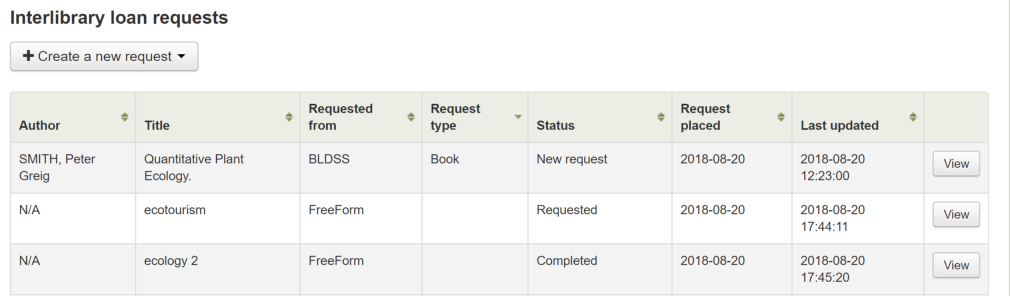 Interlibrary loan requests
+ Create a new request
Author Title Requested from Request type Status Request placed Last updated
SMITH, Peter Greig Quantitative Plant Ecology. BLDSS Book New request 2018-08-20 2018-08-20 12:23:00 View
N/A ecotourism FreeForm Requested 2018-08-20 2018-08-20 17:44:11 View
N/A ecology 2 FreeForm Completed 2018-08-20 2018-08-20 17:45:20 View